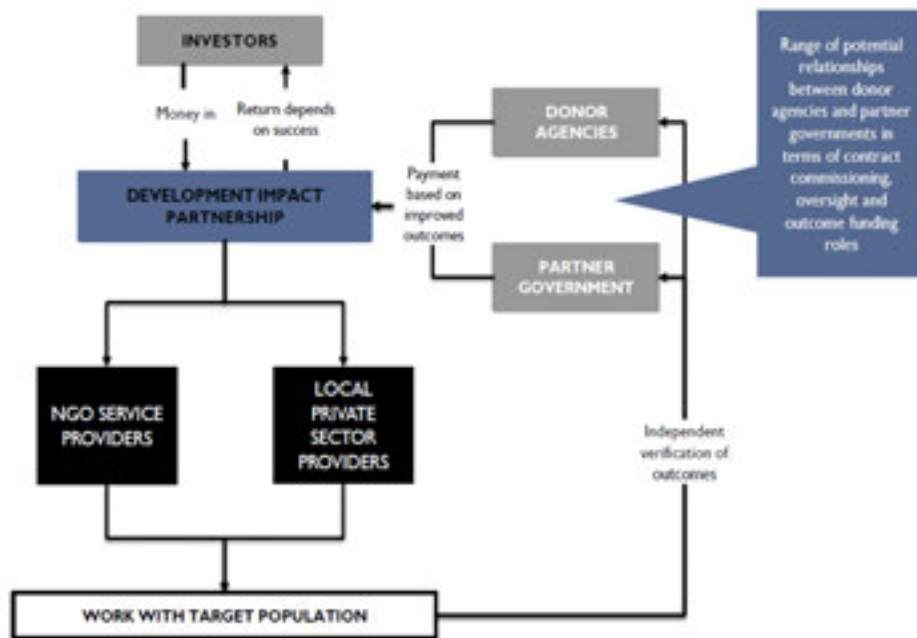 INVESTORS
Money in
Return depends
on success
DEVELOPMENT IMPACT
PARTNERSHIP
Payment
based on
improved
outcomes
DONOR
AGENCIES
PARTNER
GOVERNMENT
Range of potential
relationships
between donor
agencies and partner
governments in
terms of contract
commissioning,
oversight and
outcome funding
roles
NGO SERVICE
PROVIDERS
LOCAL
PRIVATE
SECTOR
PROVIDERS
Independent
verification of
outcomes
WORK WITH TARGET POPULATION